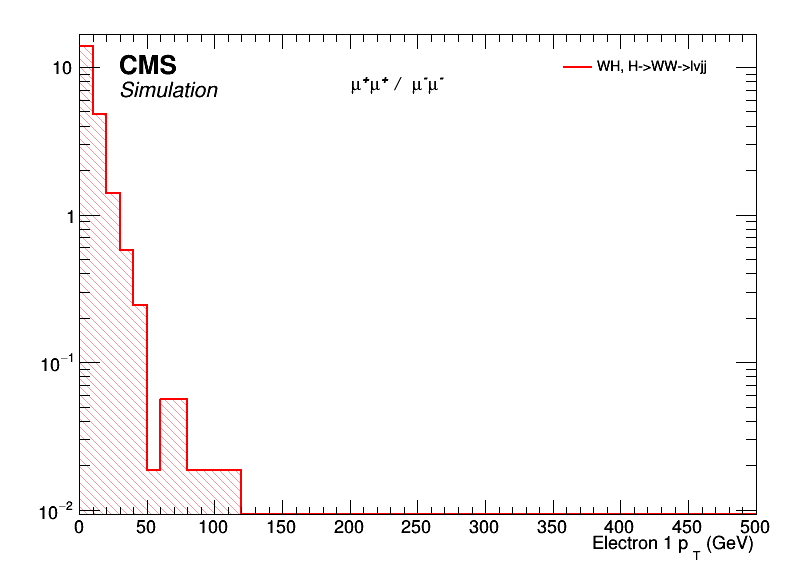 CMS
Simulation
μ⁺μ⁺ / μ⁻μ⁻
WH, H->WW->lvjj
10
1
10⁻¹
10⁻²
0 50 100 150 200 250 300 350 400 450 500
Electron 1 p_T (GeV)